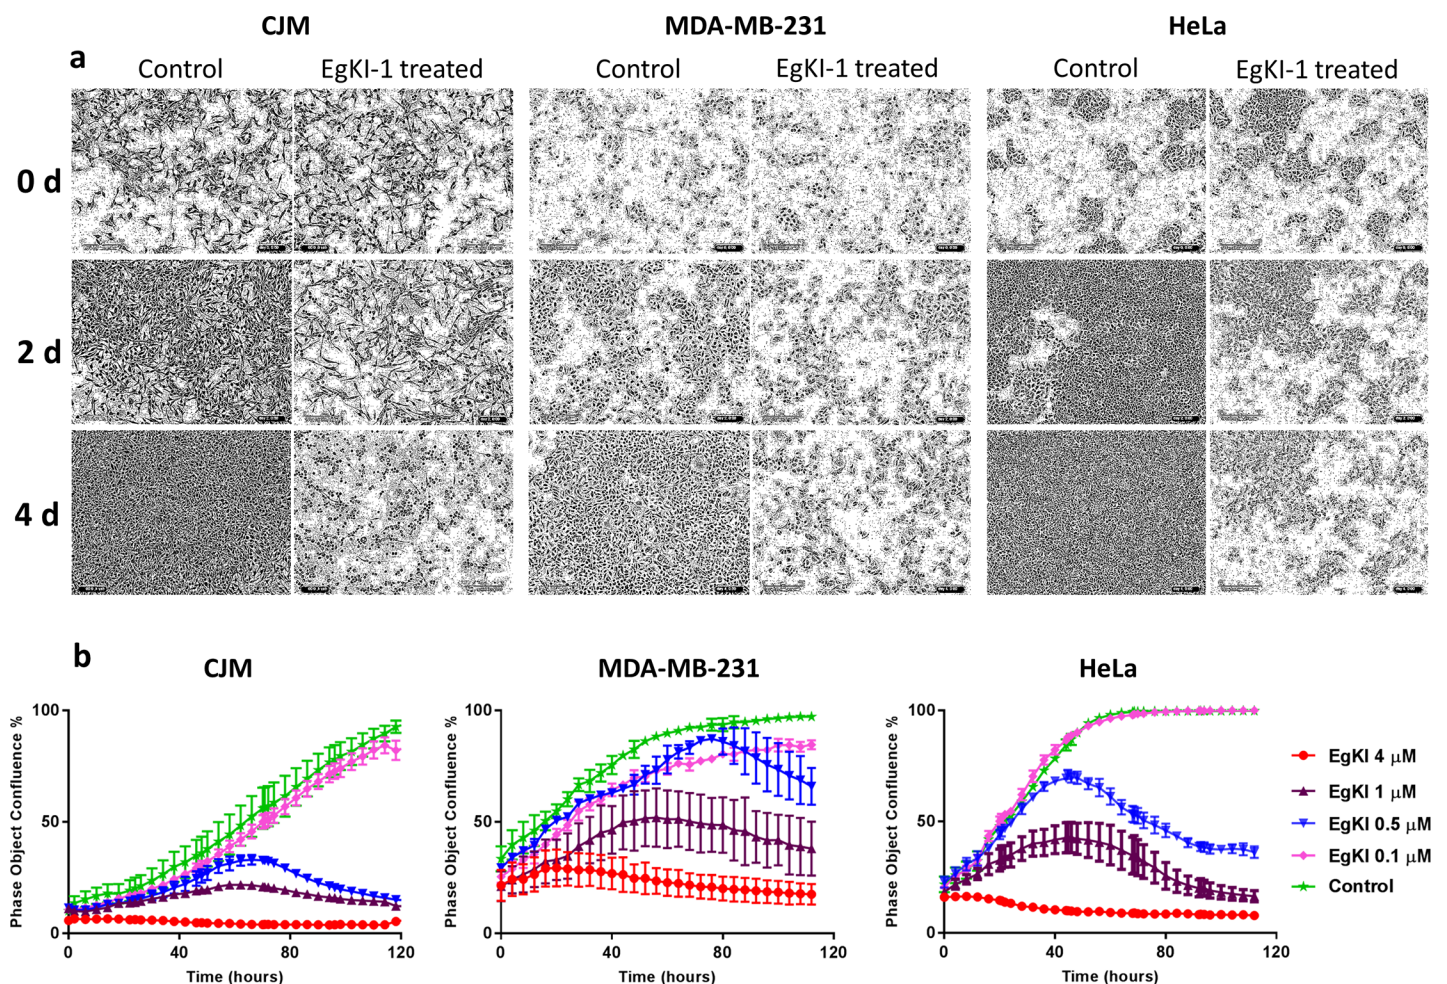 CJM MDA-MB-231 HeLa
a
Control EgKI-1 treated Control EgKI-1 treated Control EgKI-1 treated
0 d
2 d
4 d
b
CJM MDA-MB-231 HeLa
Phase Object Confluence %
100
50
0
0 40 80 120
Time (hours)
Phase Object Confluence %
100
50
0
0 40 80 120
Time (hours)
Phase Object Confluence %
100
50
0
0 40 80 120
Time (hours)
EgKI 4 μM
EgKI 1 μM
EgKI 0.5 μM
EgKI 0.1 μM
Control